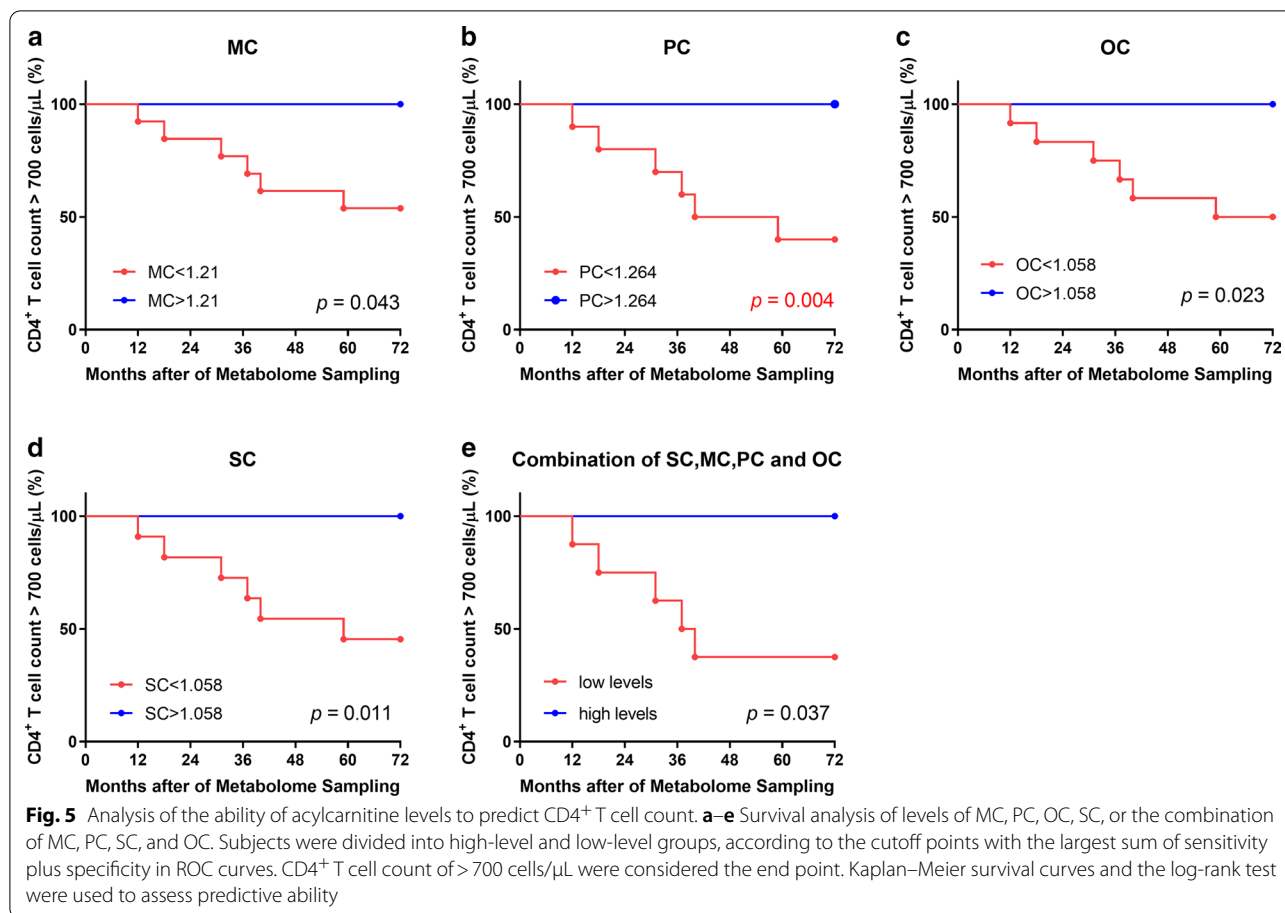 a
MC
CD4+ T cell count > 700 cells/μL (%)
100
50
0
MC<1.21
MC>1.21
p = 0.043
0 12 24 36 48 60 72
Months after of Metabolome Sampling
b
PC
CD4+ T cell count > 700 cells/μL (%)
100
50
0
PC<1.264
PC>1.264
p = 0.004
0 12 24 36 48 60 72
Months after of Metabolome Sampling
c
OC
CD4+ T cell count > 700 cells/μL (%)
100
50
0
OC<1.058
OC>1.058
p = 0.023
0 12 24 36 48 60 72
Months after of Metabolome Sampling
d
SC
CD4+ T cell count > 700 cells/μL (%)
100
50
0
SC<1.058
SC>1.058
p = 0.011
0 12 24 36 48 60 72
Months after of Metabolome Sampling
e
Combination of SC,MC,PC and OC
CD4+ T cell count > 700 cells/μL (%)
100
50
0
low levels
high levels
p = 0.037
0 12 24 36 48 60 72
Months after of Metabolome Sampling
Fig. 5 Analysis of the ability of acylcarnitine levels to predict CD4+ T cell count. a–e Survival analysis of levels of MC, PC, OC, SC, or the combination
of MC, PC, SC, and OC. Subjects were divided into high-level and low-level groups, according to the cutoff points with the largest sum of sensitivity
plus specificity in ROC curves. CD4+ T cell count of > 700 cells/μL were considered the end point. Kaplan–Meier survival curves and the log-rank test
were used to assess predictive ability